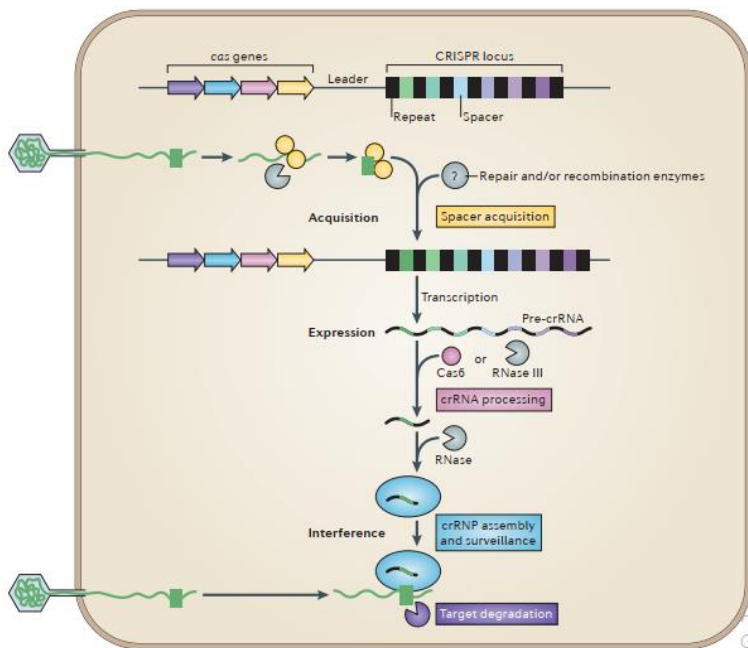 cas genes
CRISPR locus
Leader
Repeat
Spacer
?
Repair and/or recombination enzymes
Acquisition
Spacer acquisition
Transcription
Pre-crRNA
Expression
Cas6
or
RNase III
crRNA processing
RNase
Interference
crRNP assembly
and surveillance
Target degradation